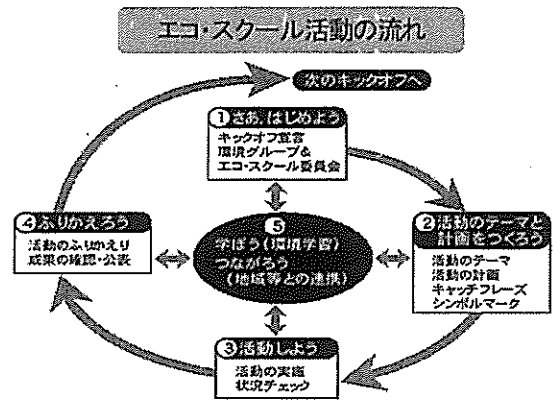 エコ・スクール活動の流れ
次のキックオフへ
①さあ、はじめよう
キックオフ宣言
環境グループ&
エコ・スクール委員会
②活動のテーマと
計画をつくろう
活動のテーマ
活動の計画
キャッチフレーズ
シンボルマーク
③活動しよう
活動の実施
状況チェック
④ふりかえろう
活動のふりかえり
成果の確認・公表
⑤
学ぼう(環境学習)
つながろう
(地域等との連携)